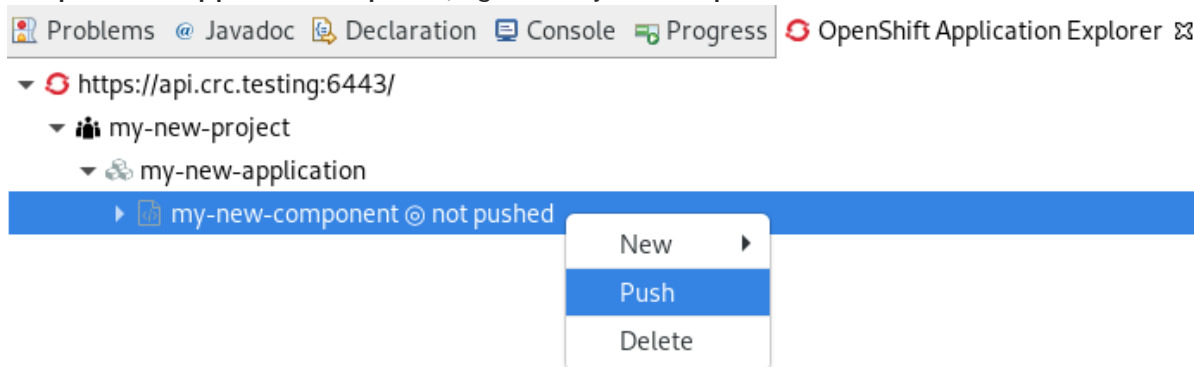 Problems @ Javadoc Declaration Console Progress OpenShift Application Explorer
https://api.crc.testing:6443/
my-new-project
my-new-application
my-new-component ◎ not pushed
New
Push
Delete